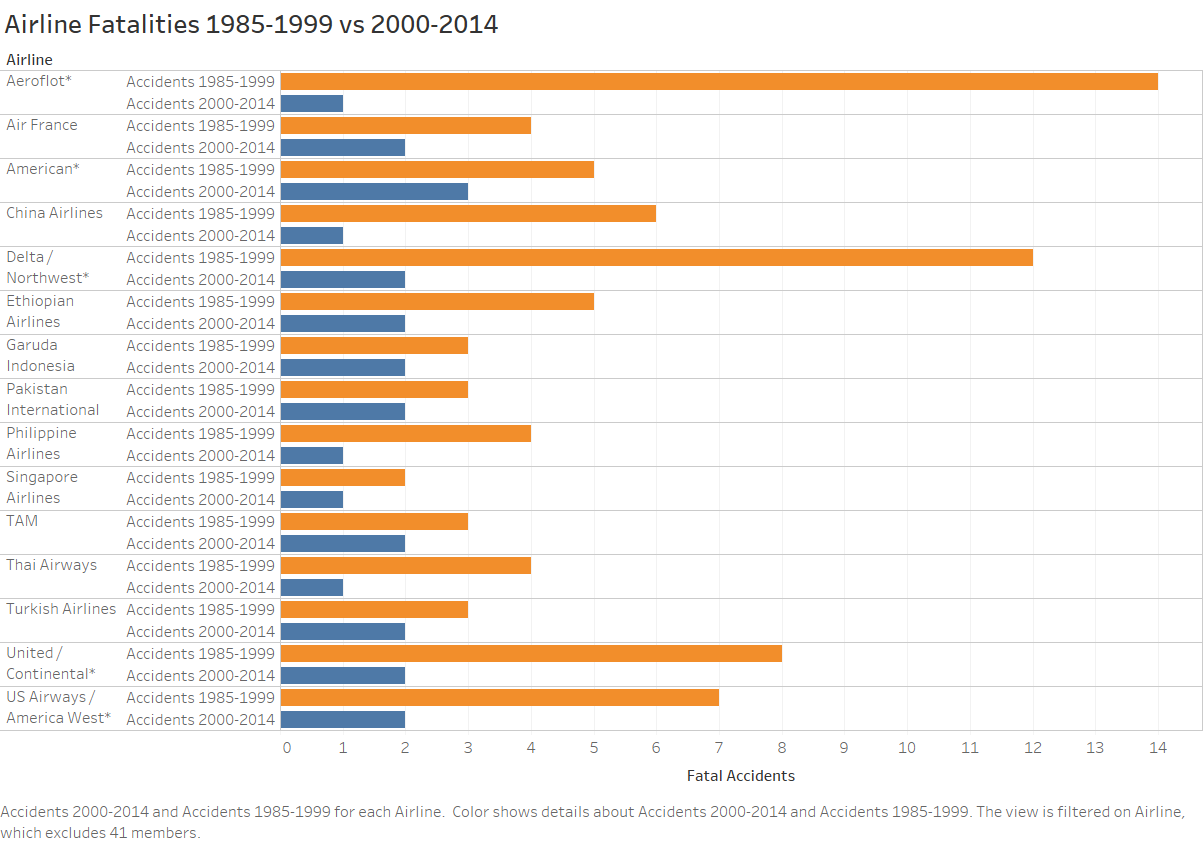 Airline Fatalities 1985-1999 vs 2000-2014
Airline
Aeroflot* Accidents 1985-1999
Accidents 2000-2014
Air France Accidents 1985-1999
Accidents 2000-2014
American* Accidents 1985-1999
Accidents 2000-2014
China Airlines Accidents 1985-1999
Accidents 2000-2014
Delta / Accidents 1985-1999
Northwest* Accidents 2000-2014
Ethiopian Accidents 1985-1999
Airlines Accidents 2000-2014
Garuda Accidents 1985-1999
Indonesia Accidents 2000-2014
Pakistan Accidents 1985-1999
International Accidents 2000-2014
Philippine Accidents 1985-1999
Airlines Accidents 2000-2014
Singapore Accidents 1985-1999
Airlines Accidents 2000-2014
TAM Accidents 1985-1999
Accidents 2000-2014
Thai Airways Accidents 1985-1999
Accidents 2000-2014
Turkish Airlines Accidents 1985-1999
Accidents 2000-2014
United / Accidents 1985-1999
Continental* Accidents 2000-2014
US Airways / Accidents 1985-1999
America West* Accidents 2000-2014
0 1 2 3 4 5 6 7 8 9 10 11 12 13 14
Fatal Accidents
Accidents 2000-2014 and Accidents 1985-1999 for each Airline.  Color shows details about Accidents 2000-2014 and Accidents 1985-1999. The view is filtered on Airline,
which excludes 41 members.